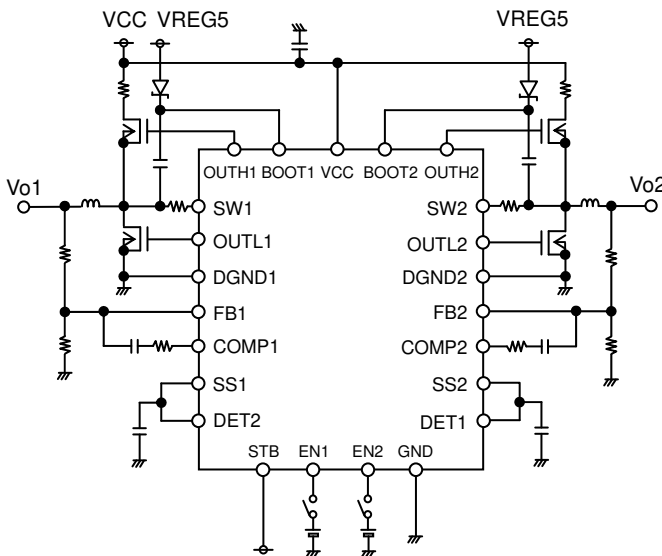 VCC VREG5 VREG5
OUTH1 BOOT1 VCC BOOT2 OUTH2
Vo1 Vo2
SW1 SW2
OUTL1 OUTL2
DGND1 DGND2
FB1 FB2
COMP1 COMP2
SS1 SS2
DET2 DET1
STB EN1 EN2 GND